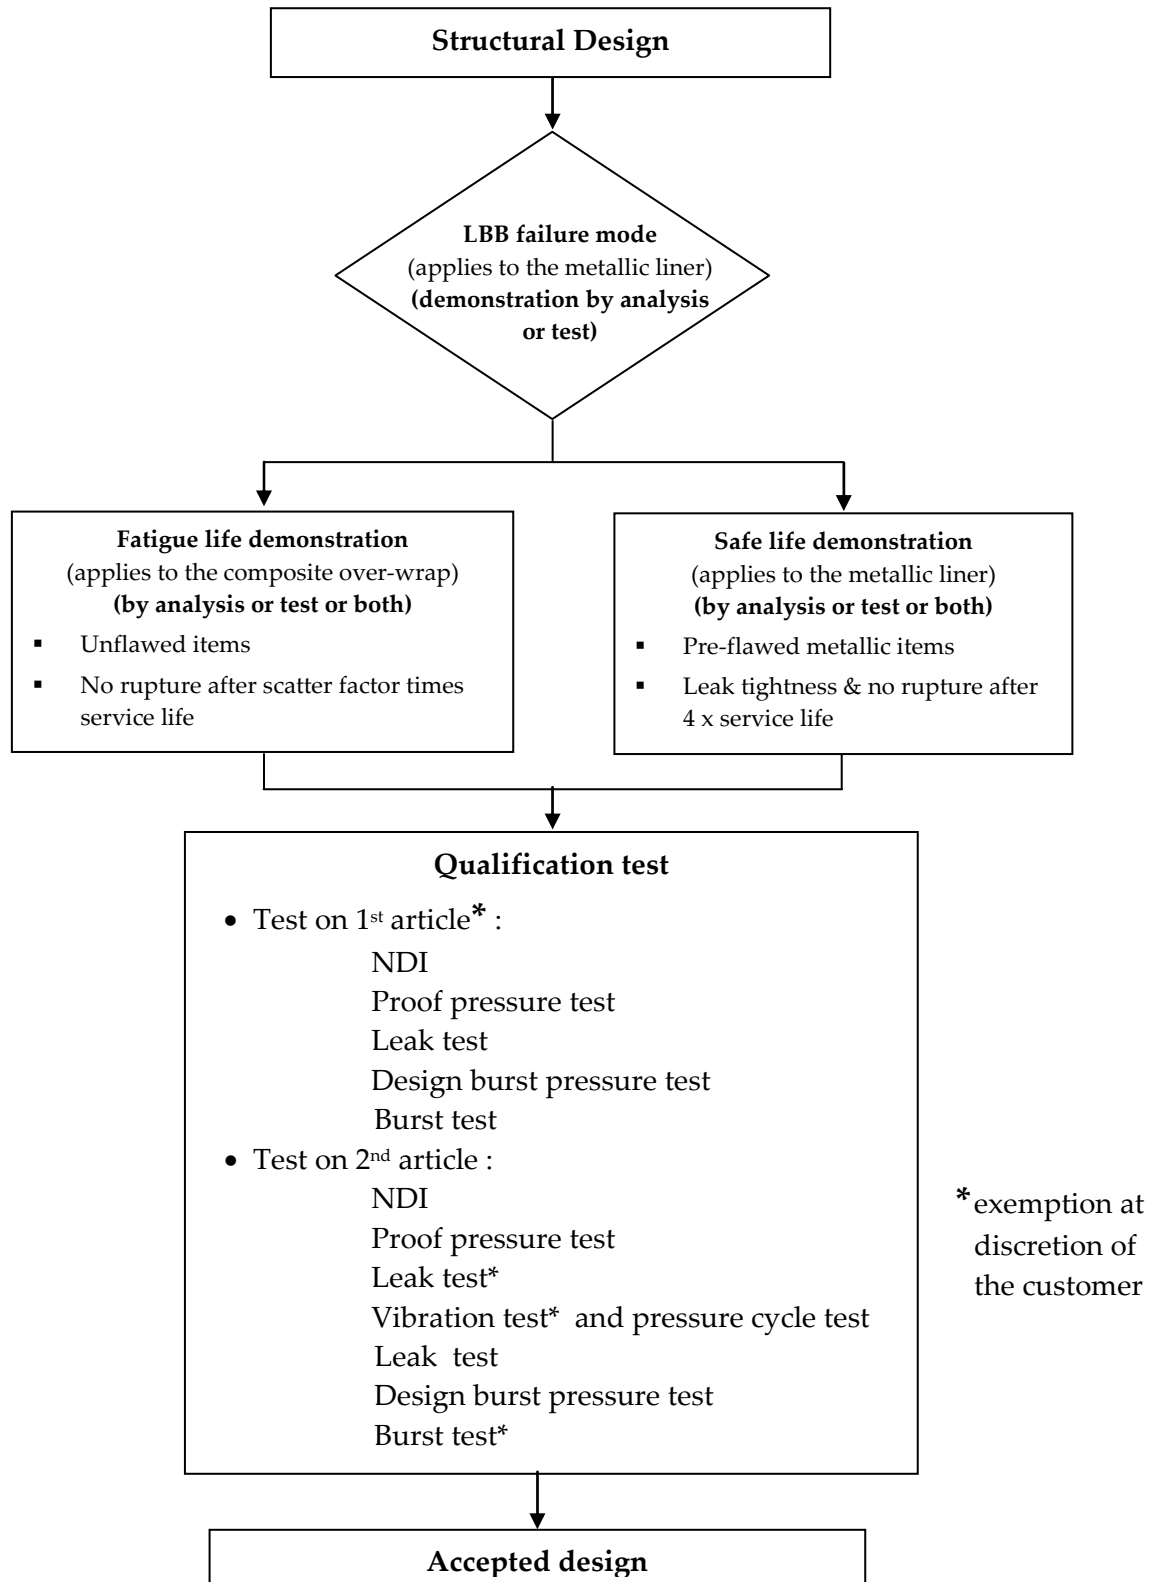 Structural Design
LBB failure mode
(applies to the metallic liner)
(demonstration by analysis
or test)
Fatigue life demonstration
(applies to the composite over-wrap)
(by analysis or test or both)
▪ Unflawed items
▪ No rupture after scatter factor times
service life
Safe life demonstration
(applies to the metallic liner)
(by analysis or test or both)
▪ Pre-flawed metallic items
▪ Leak tightness & no rupture after
4 x service life
Qualification test
• Test on 1st article* :
NDI
Proof pressure test
Leak test
Design burst pressure test
Burst test
• Test on 2nd article :
NDI
Proof pressure test
Leak test*
Vibration test* and pressure cycle test
Leak test
Design burst pressure test
Burst test*
*exemption at
discretion of
the customer
Accepted design